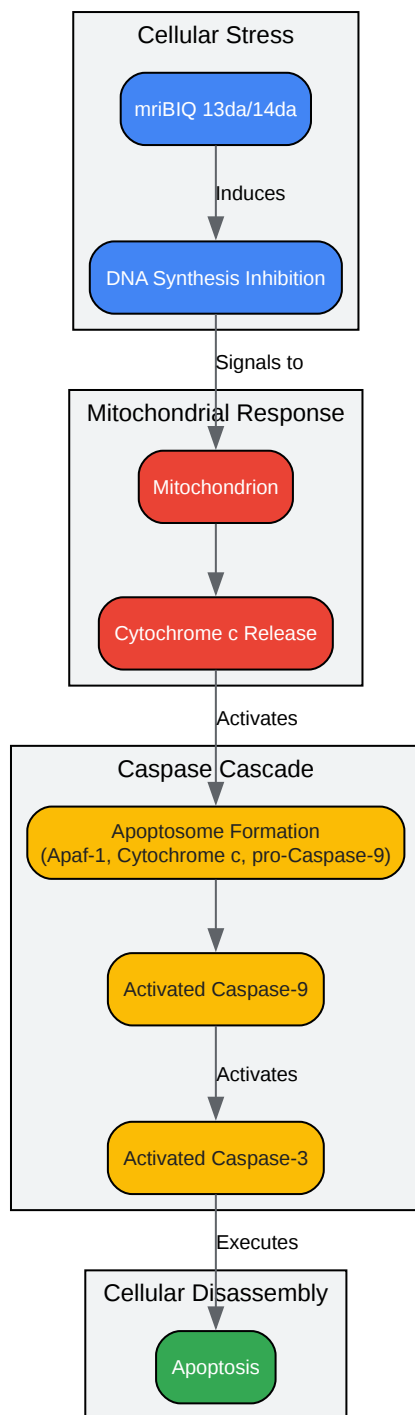 Cellular Stress
mriBIQ 13da/14da
Induces
DNA Synthesis Inhibition
Signals to
Mitochondrial Response
Mitochondrion
Cytochrome c Release
Activates
Caspase Cascade
Apoptosome Formation
(Apaf-1, Cytochrome c, pro-Caspase-9)
Activated Caspase-9
Activates
Activated Caspase-3
Executes
Cellular Disassembly
Apoptosis